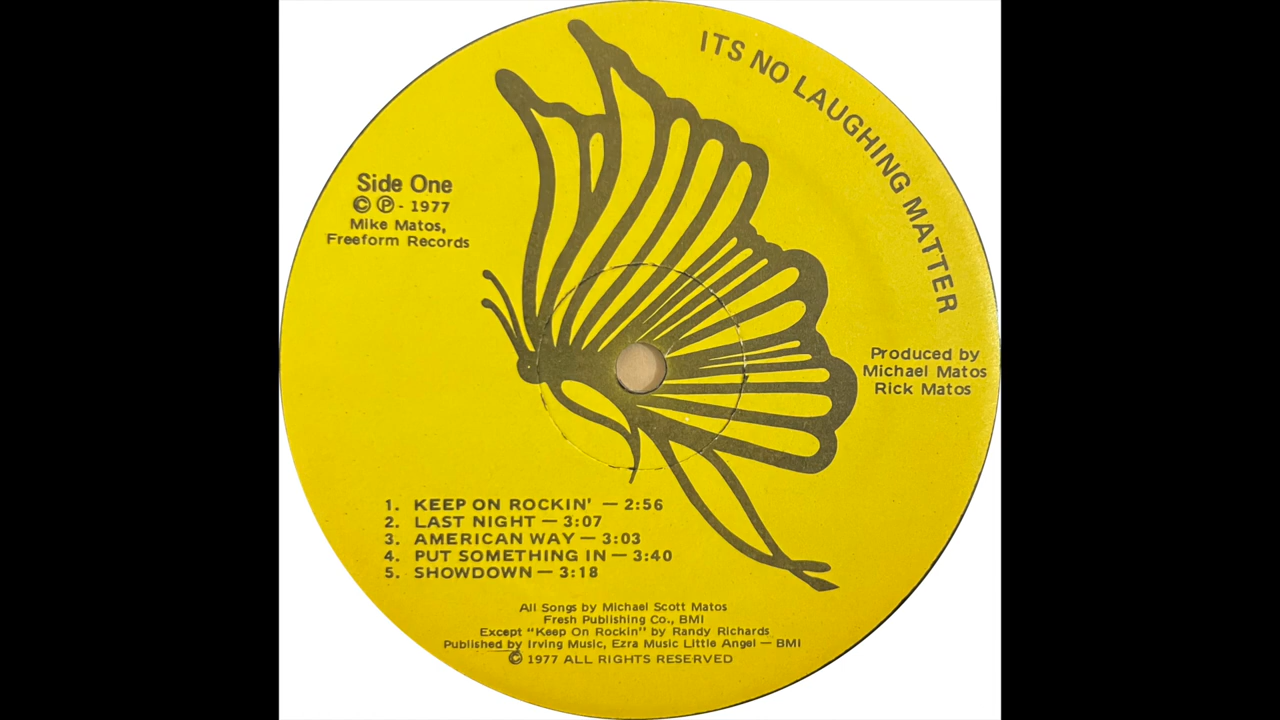 ITS NO LAUGHING MATTER
Side One
© ℗ - 1977
Mike Matos,
Freeform Records
Produced by
Michael Matos
Rick Matos
1. KEEP ON ROCKIN' — 2:56
2. LAST NIGHT — 3:07
3. AMERICAN WAY — 3:03
4. PUT SOMETHING IN — 3:40
5. SHOWDOWN — 3:18
All Songs by Michael Scott Matos
Fresh Publishing Co., BMI
Except "Keep On Rockin" by Randy Richards
Published by Irving Music, Ezra Music Little Angel — BMI
© 1977 ALL RIGHTS RESERVED